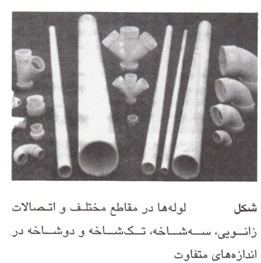 شکل لوله‌ها در مقاطع مختلف و اتصالات
زانویی، سه‌شاخه، تک‌شاخه و دوشاخه در
اندازه‌های متفاوت